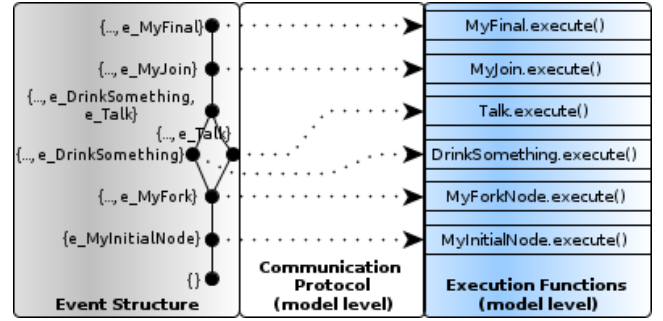 {..., e_MyFinal}
MyFinal.execute()
{..., e_MyJoin}
MyJoin.execute()
{..., e_DrinkSomething,
e_Talk}
Talk.execute()
{..., e_Talk}
{..., e_DrinkSomething}
DrinkSomething.execute()
{..., e_MyFork}
MyForkNode.execute()
{e_MyInitialNode}
MyInitialNode.execute()
{}
Event Structure
Communication
Protocol
(model level)
Execution Functions
(model level)